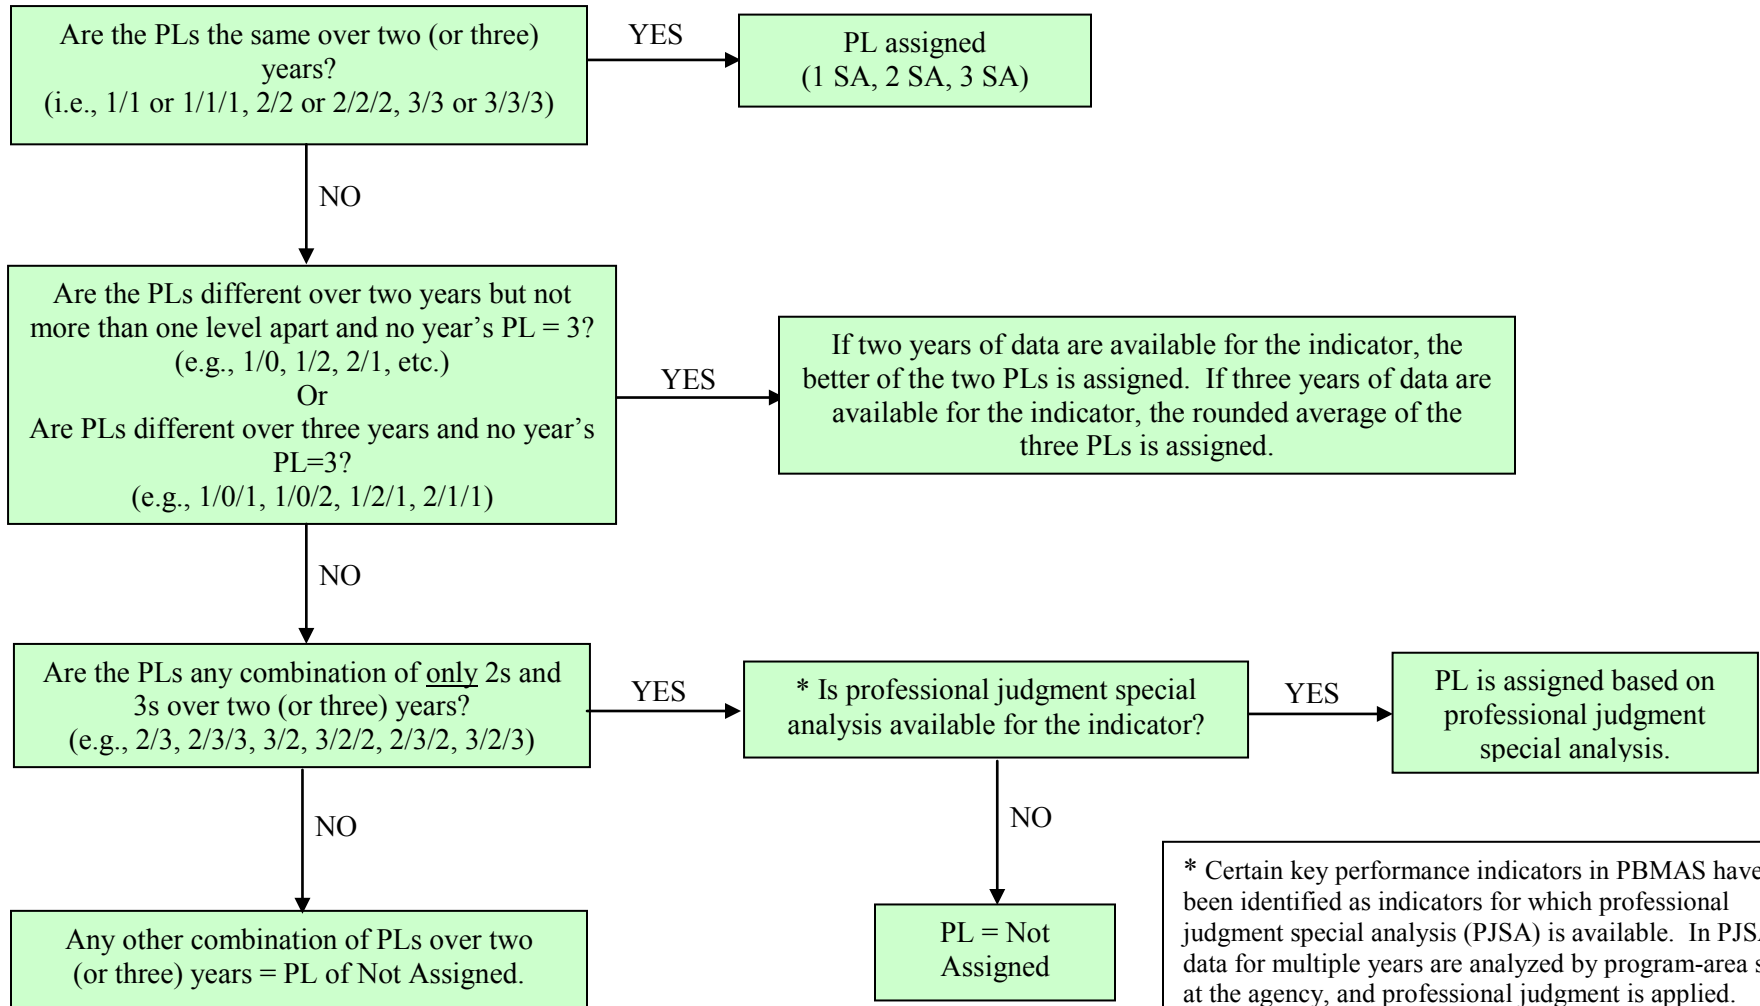 Are the PLs the same over two (or three)
years?
(i.e., 1/1 or 1/1/1, 2/2 or 2/2/2, 3/3 or 3/3/3)
YES
PL assigned
(1 SA, 2 SA, 3 SA)
NO
Are the PLs different over two years but not
more than one level apart and no year’s PL = 3?
(e.g., 1/0, 1/2, 2/1, etc.)
Or
Are PLs different over three years and no year’s
PL=3?
(e.g., 1/0/1, 1/0/2, 1/2/1, 2/1/1)
YES
If two years of data are available for the indicator, the
better of the two PLs is assigned. If three years of data are
available for the indicator, the rounded average of the
three PLs is assigned.
NO
Are the PLs any combination of only 2s and
3s over two (or three) years?
(e.g., 2/3, 2/3/3, 3/2, 3/2/2, 2/3/2, 3/2/3)
YES
* Is professional judgment special
analysis available for the indicator?
YES
PL is assigned based on
professional judgment
special analysis.
NO
NO
Any other combination of PLs over two
(or three) years = PL of Not Assigned.
PL = Not
Assigned
* Certain key performance indicators in PBMAS have
been identified as indicators for which professional
judgment special analysis (PJSA) is available. In
data for multiple years are analyzed by program-area
at the agency, and professional judgment is applied.